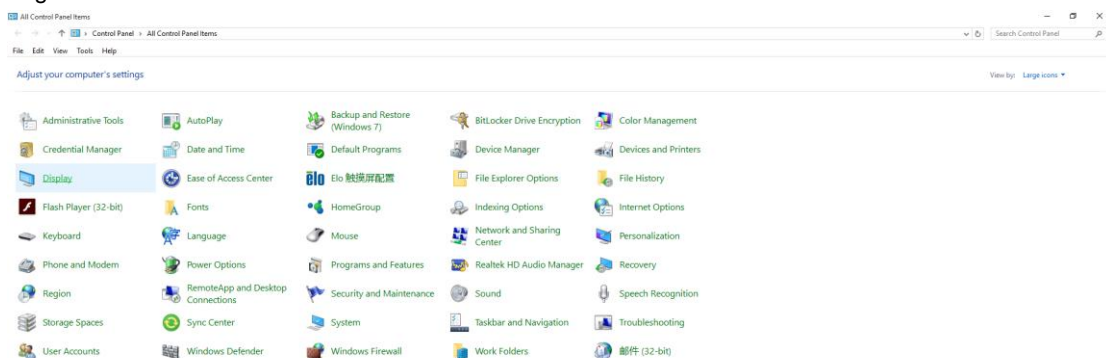 All Control Panel Items
Control Panel > All Control Panel Items
Search Control Panel
File Edit View Tools Help
Adjust your computer's settings
View by: Large icons
Administrative Tools
AutoPlay
Backup and Restore
(Windows 7)
BitLocker Drive Encryption
Color Management
Credential Manager
Date and Time
Default Programs
Device Manager
Devices and Printers
Display
Ease of Access Center
elo Elo 触摸屏配置
File Explorer Options
File History
Flash Player (32-bit)
Fonts
HomeGroup
Indexing Options
Internet Options
Keyboard
Language
Mouse
Network and Sharing
Center
Personalization
Phone and Modem
Power Options
Programs and Features
Realtek HD Audio Manager
Recovery
Region
RemoteApp and Desktop
Connections
Security and Maintenance
Sound
Speech Recognition
Storage Spaces
Sync Center
System
Taskbar and Navigation
Troubleshooting
User Accounts
Windows Defender
Windows Firewall
Work Folders
邮件 (32-bit)